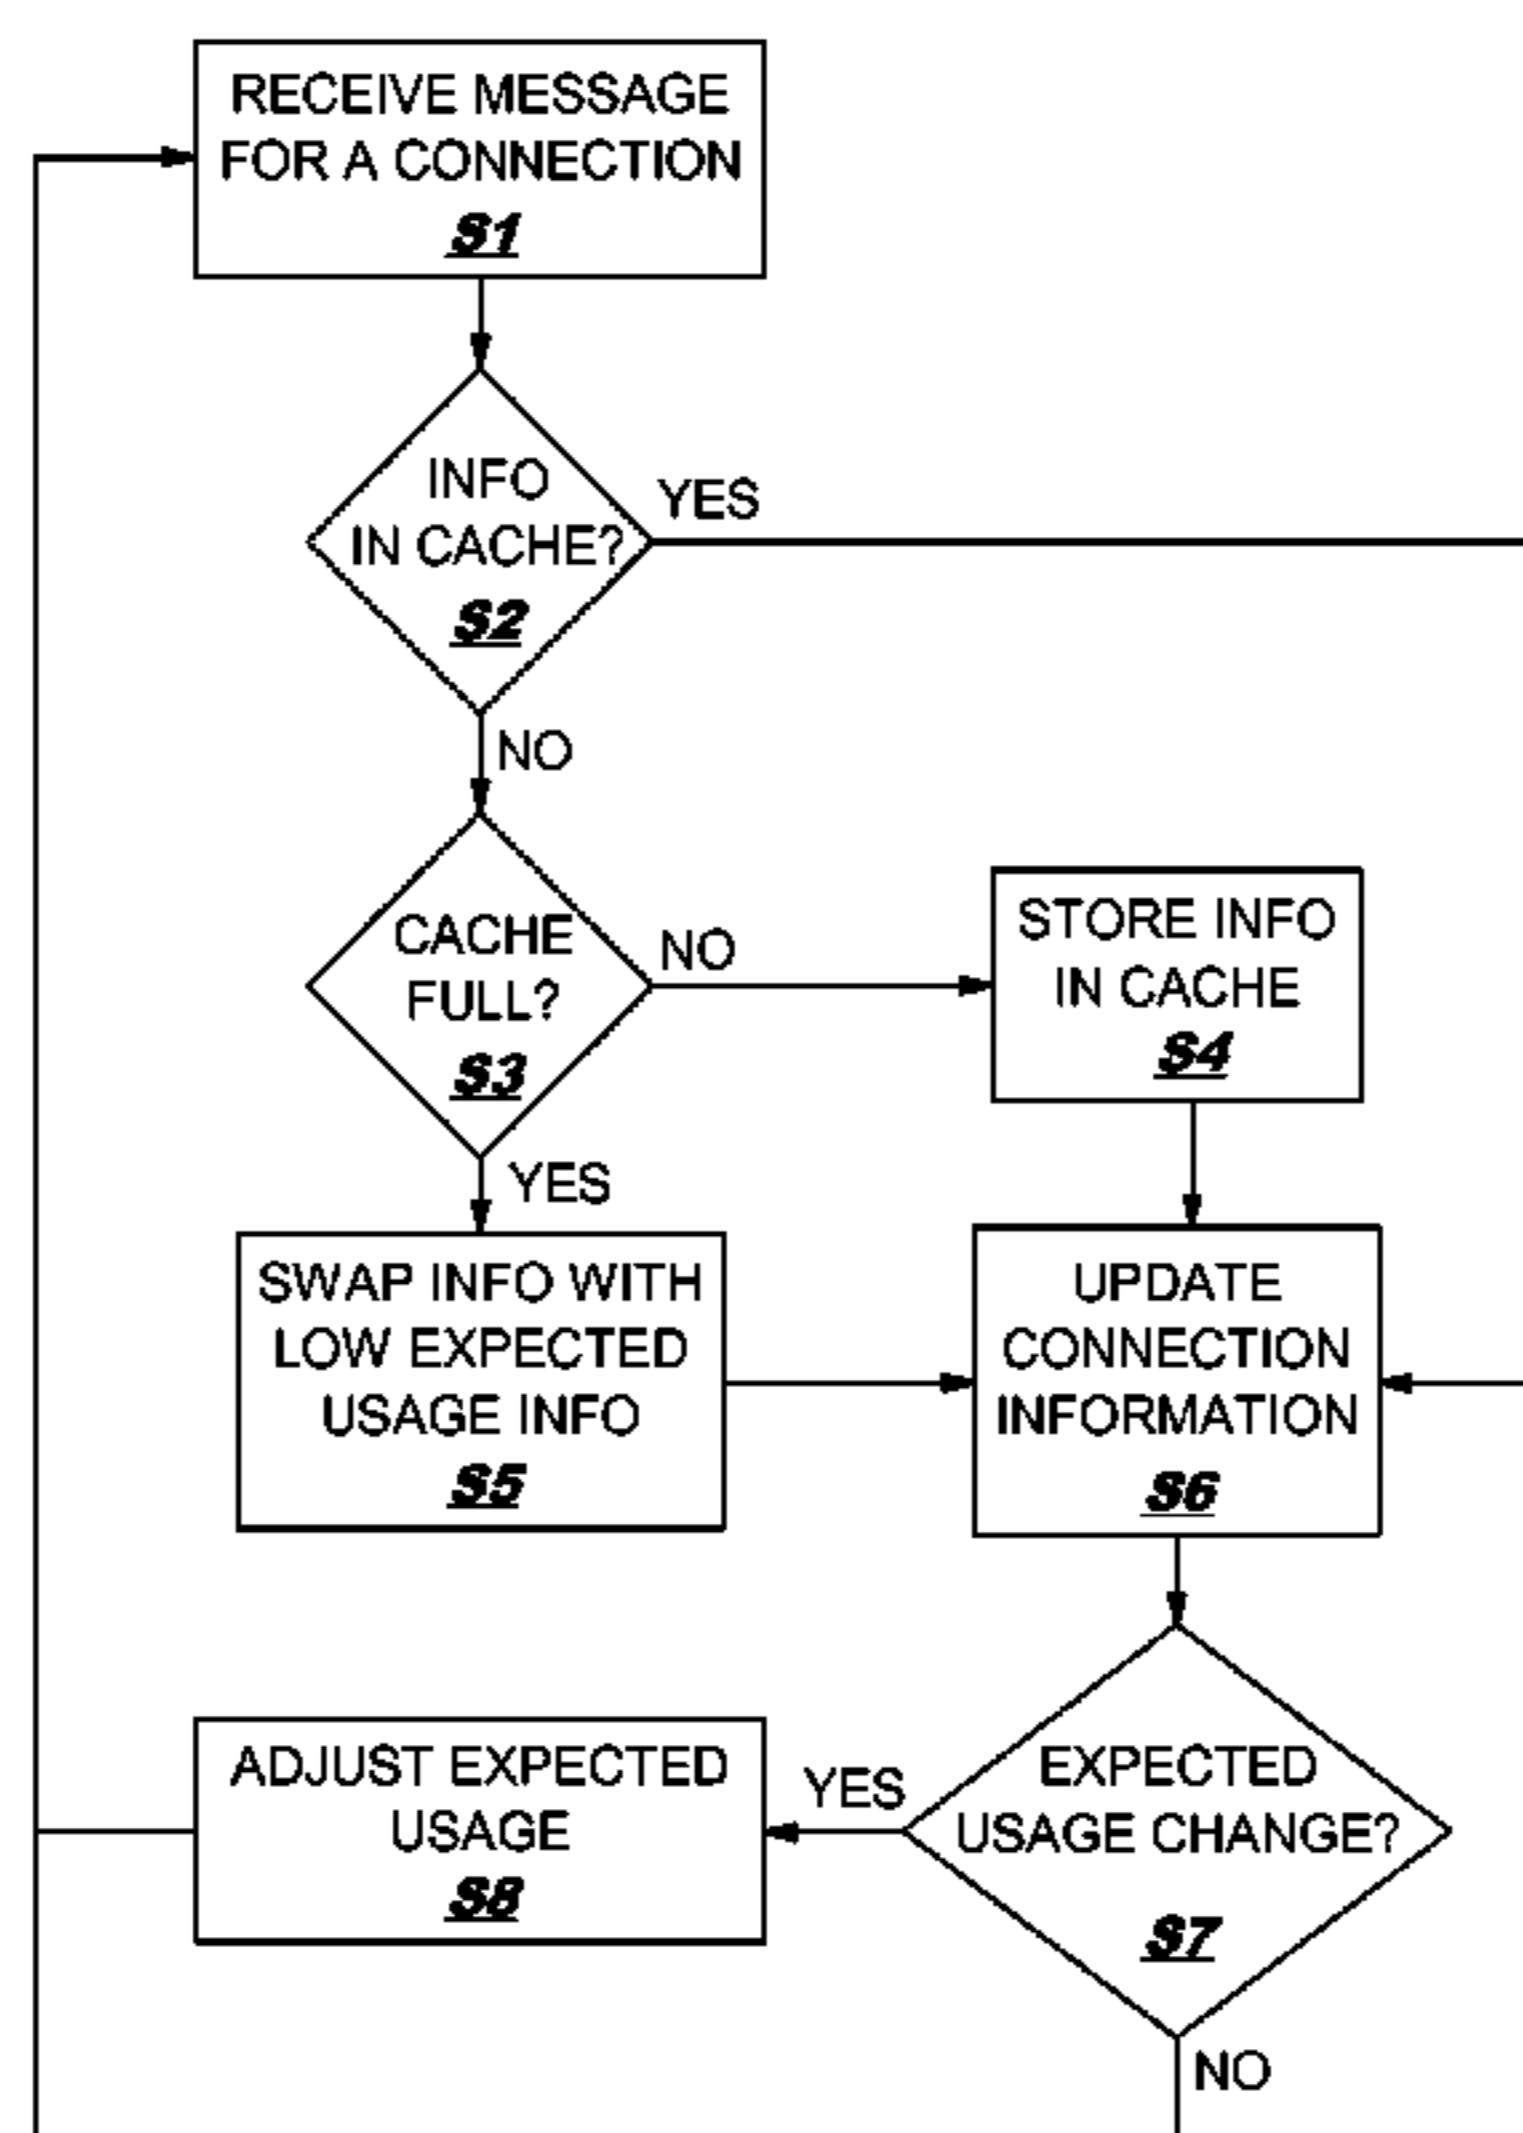 RECEIVE MESSAGE
FOR A CONNECTION
S1
INFO
IN CACHE?
S2
YES
NO
CACHE
FULL?
S3
NO
STORE INFO
IN CACHE
S4
YES
SWAP INFO WITH
LOW EXPECTED
USAGE INFO
S5
UPDATE
CONNECTION
INFORMATION
S6
EXPECTED
USAGE CHANGE?
S7
YES
ADJUST EXPECTED
USAGE
S8
NO